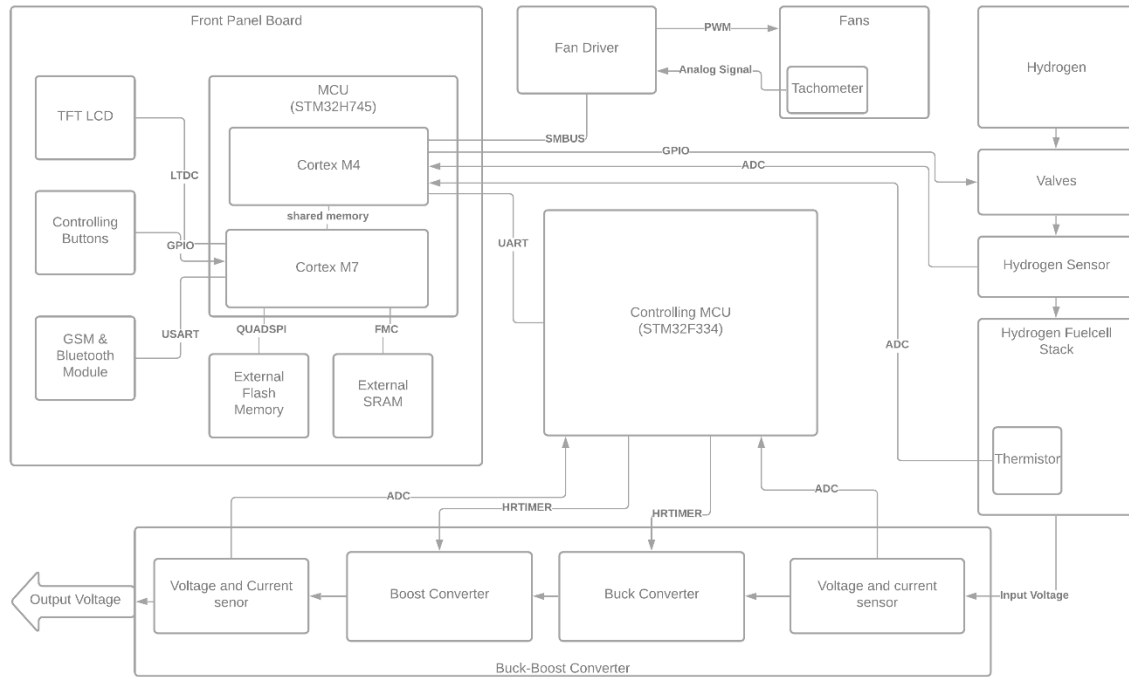 Front Panel Board
TFT LCD
Controlling
Buttons
GSM &
Bluetooth
Module
MCU
(STM32H745)
Cortex M4
shared memory
Cortex M7
LTDC
GPIO
USART
QUADSPI
FMC
External
Flash
Memory
External
SRAM
Fan Driver
PWM
Analog Signal
Fans
Tachometer
SMBUS
GPIO
ADC
UART
Controlling MCU
(STM32F334)
ADC
Hydrogen
Valves
Hydrogen Sensor
Hydrogen Fuelcell
Stack
Thermistor
ADC
HRTIMER
HRTIMER
ADC
Output Voltage
Voltage and Current
senor
Boost Converter
Buck Converter
Voltage and current
sensor
Input Voltage
Buck-Boost Converter